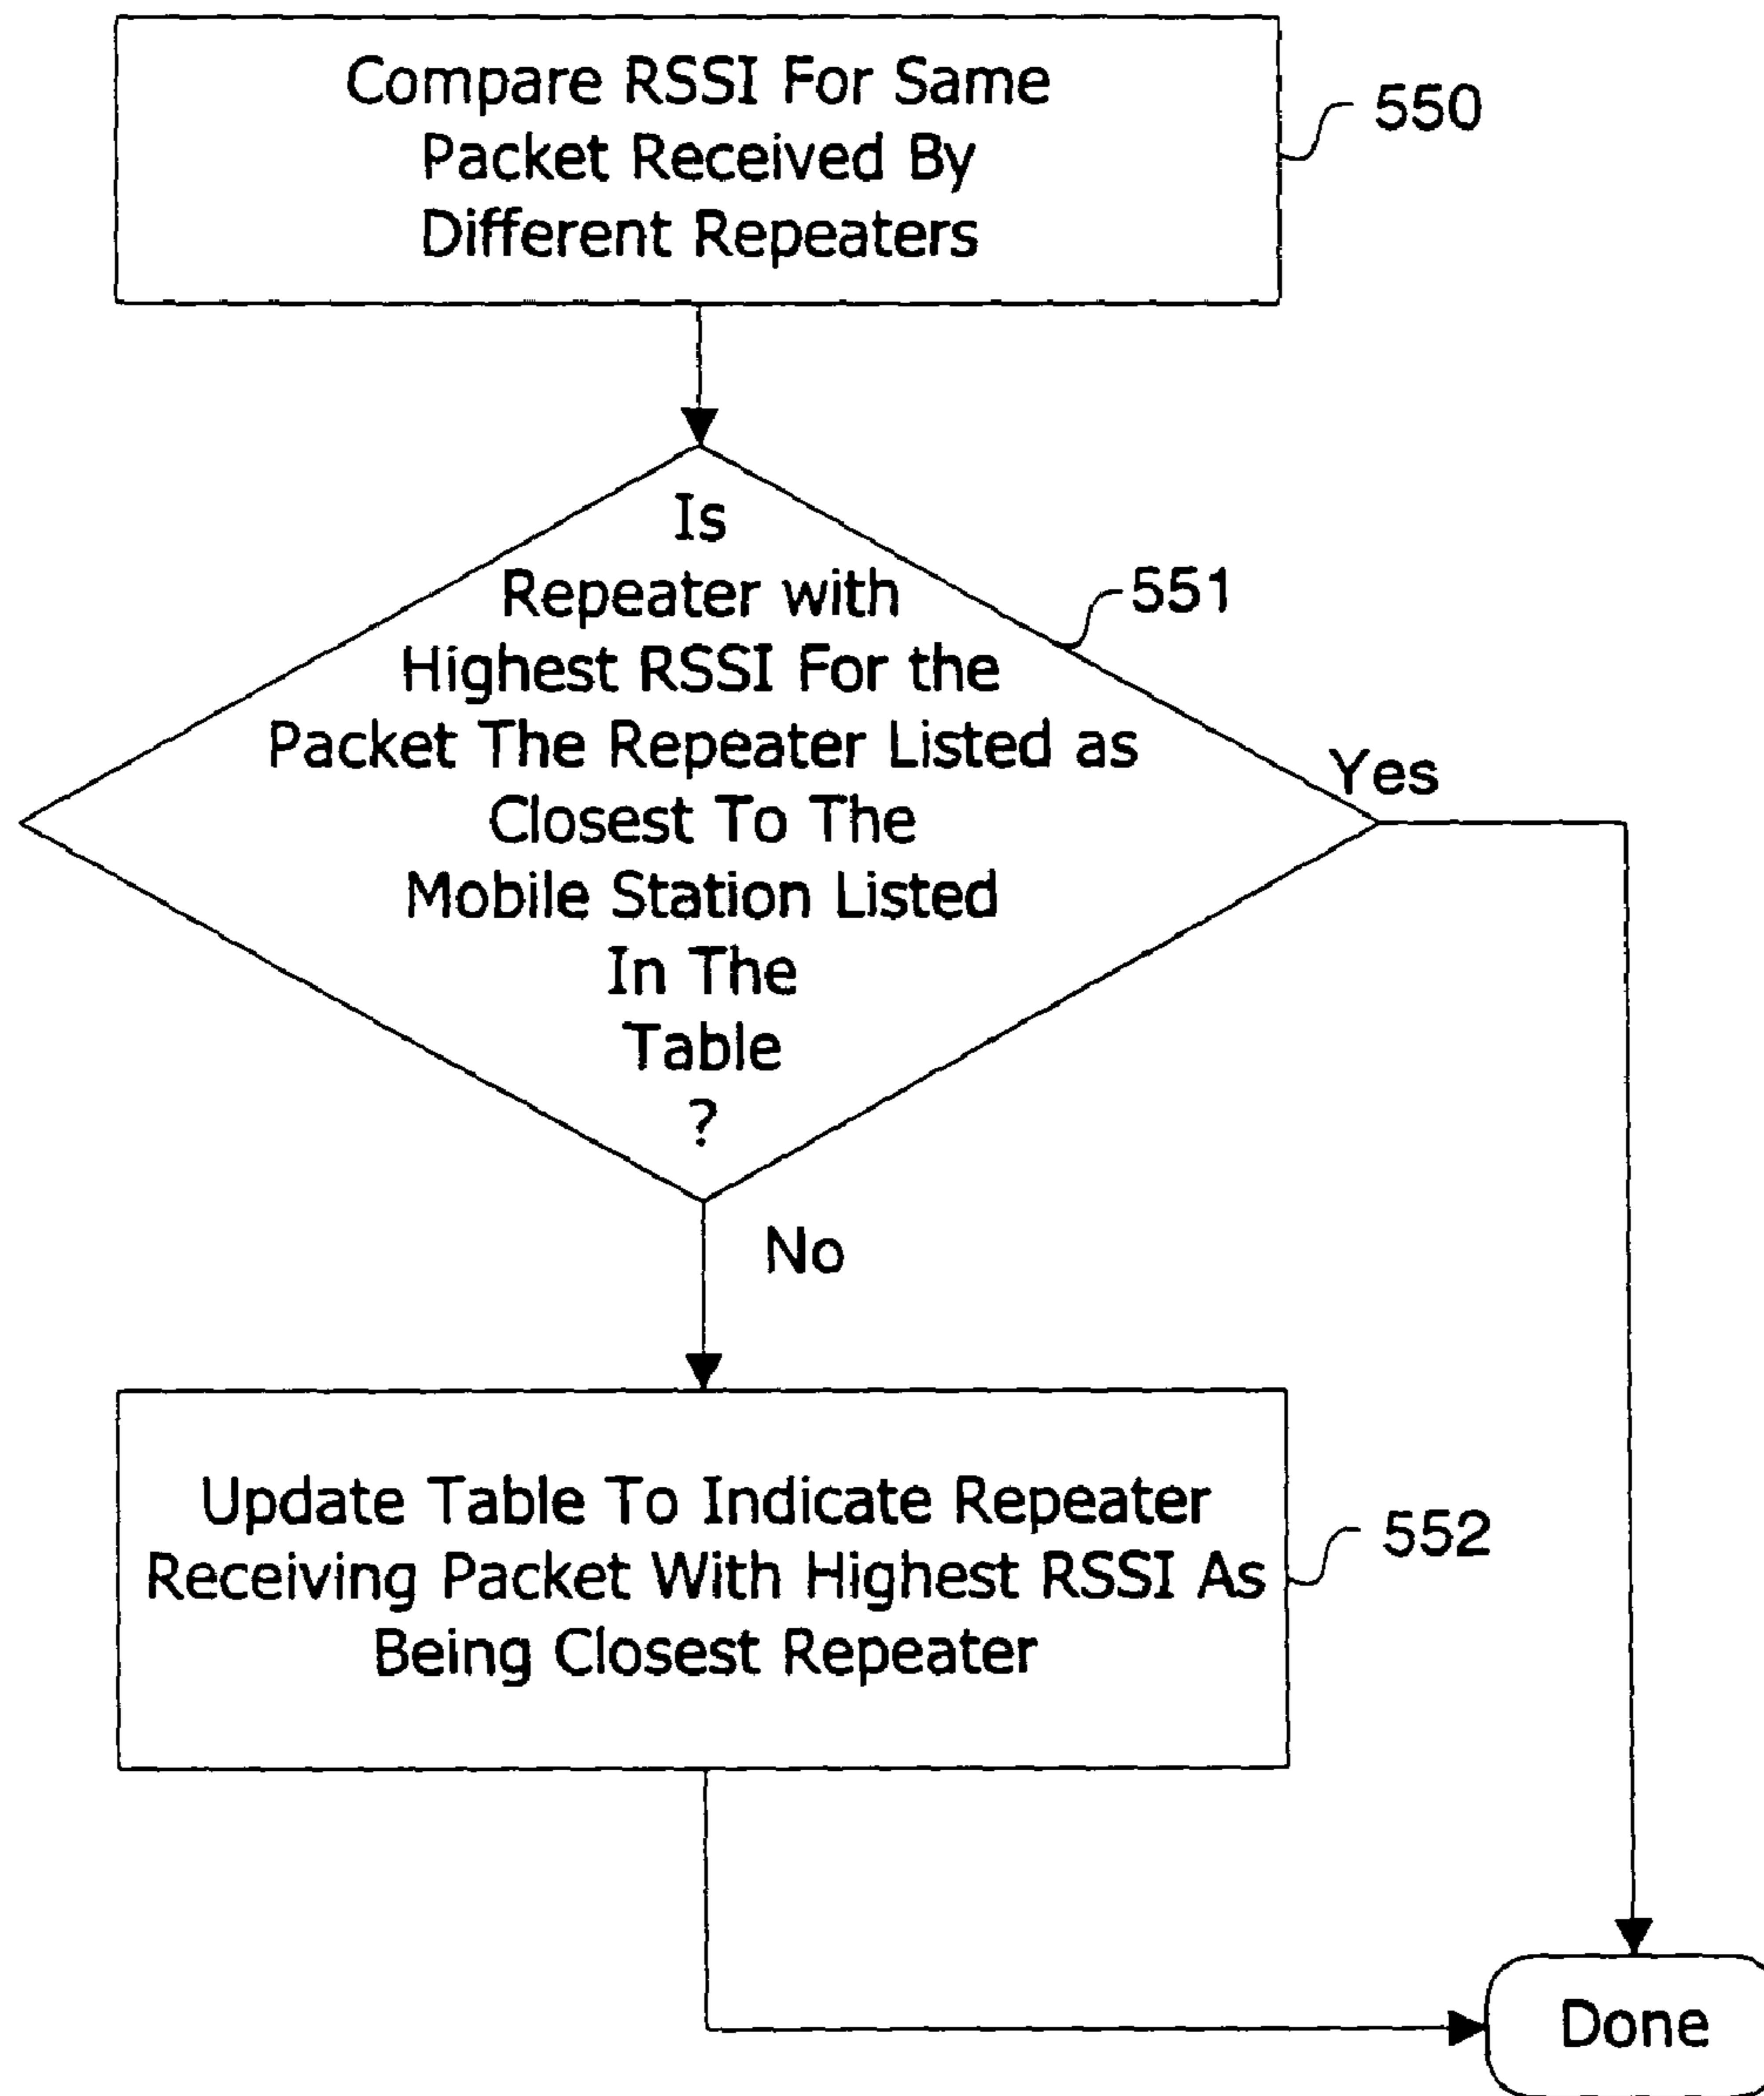 Compare RSSI For Same
Packet Received By
Different Repeaters
550
Is
Repeater with
Highest RSSI For the
Packet The Repeater Listed as
Closest To The
Mobile Station Listed
In The
Table
?
551
Yes
No
Update Table To Indicate Repeater
Receiving Packet With Highest RSSI As
Being Closest Repeater
552
Done